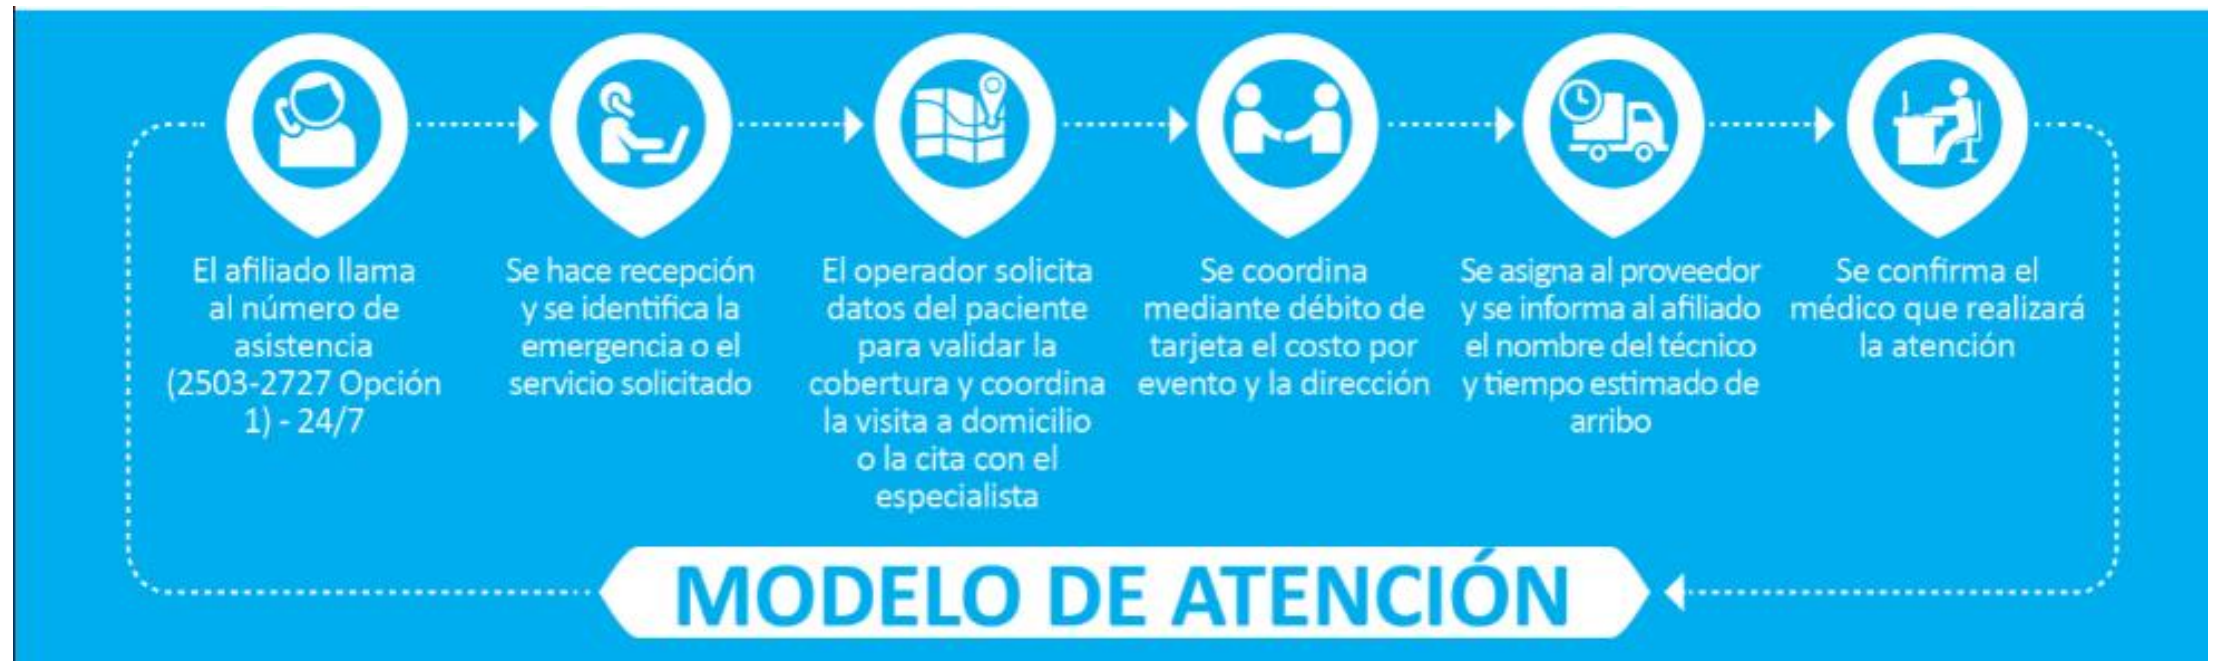 El afiliado llama
al número de
asistencia
(2503-2727 Opción
1) - 24/7
Se hace recepción
y se identifica la
emergencia o el
servicio solicitado
El operador solicita
datos del paciente
para validar la
cobertura y coordina
la visita a domicilio
o la cita con el
especialista
Se coordina
mediante débito de
tarjeta el costo por
evento y la dirección
Se asigna al proveedor
y se informa al afiliado
el nombre del técnico
y tiempo estimado de
arribo
Se confirma el
médico que realizará
la atención
MODELO DE ATENCIÓN